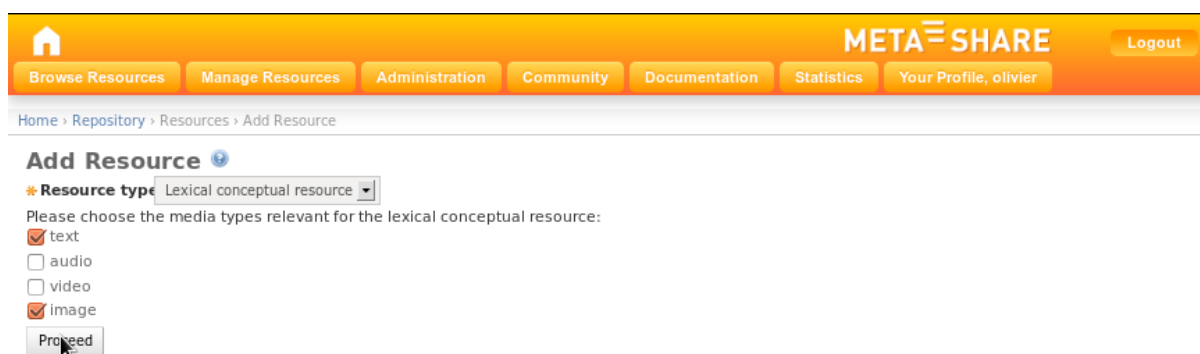 META SHARE
Logout
Browse Resources Manage Resources Administration Community Documentation Statistics Your Profile, olivier
Home › Repository › Resources › Add Resource
Add Resource ?
* Resource type Lexical conceptual resource
Please choose the media types relevant for the lexical conceptual resource:
text
audio
video
image
Proceed